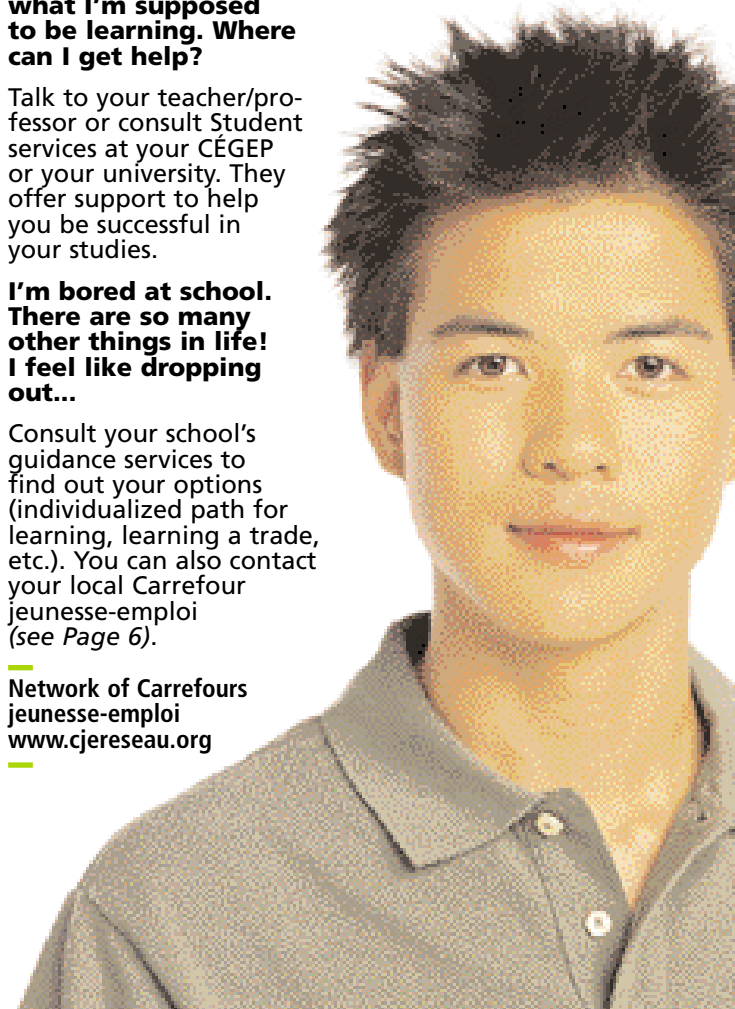 what I'm supposed
to be learning. Where
can I get help?
Talk to your teacher/pro-
fessor or consult Student
services at your CÉGEP
or your university. They
offer support to help
you be successful in
your studies.
I'm bored at school.
There are so many
other things in life!
I feel like dropping
out...
Consult your school's
guidance services to
find out your options
(individualized path for
learning, learning a trade,
etc.). You can also contact
your local Carrefour
jeunesse-emploi
(see Page 6).
Network of Carrefours
jeunesse-emploi
www.cjereseau.org